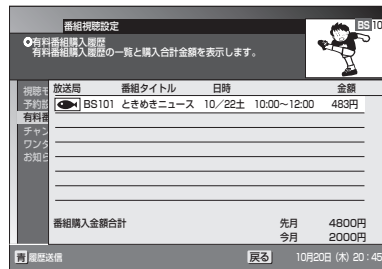 番組視聴設定
有料番組購入履歴
有料番組購入履歴の一覧と購入合計金額を表示します。
BS 10
視聴モ
予約設
有料番
チャン
ワンタ
お知ら
放送局 番組タイトル 日時 金額
BS101 ときめきニュース 10／22土 10:00～12:00 483円
番組購入金額合計 先月 4800円
今月 2000円
青 履歴送信 戻る 10月20日(木) 20:45